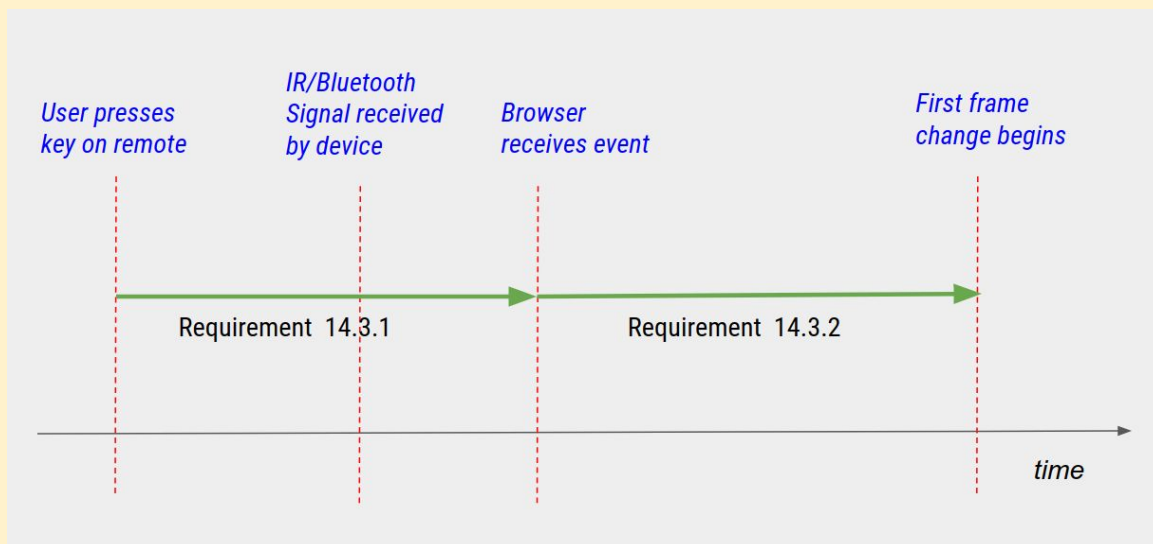 User presses
key on remote
IR/Bluetooth
Signal received
by device
Browser
receives event
First frame
change begins
Requirement 14.3.1
Requirement 14.3.2
time